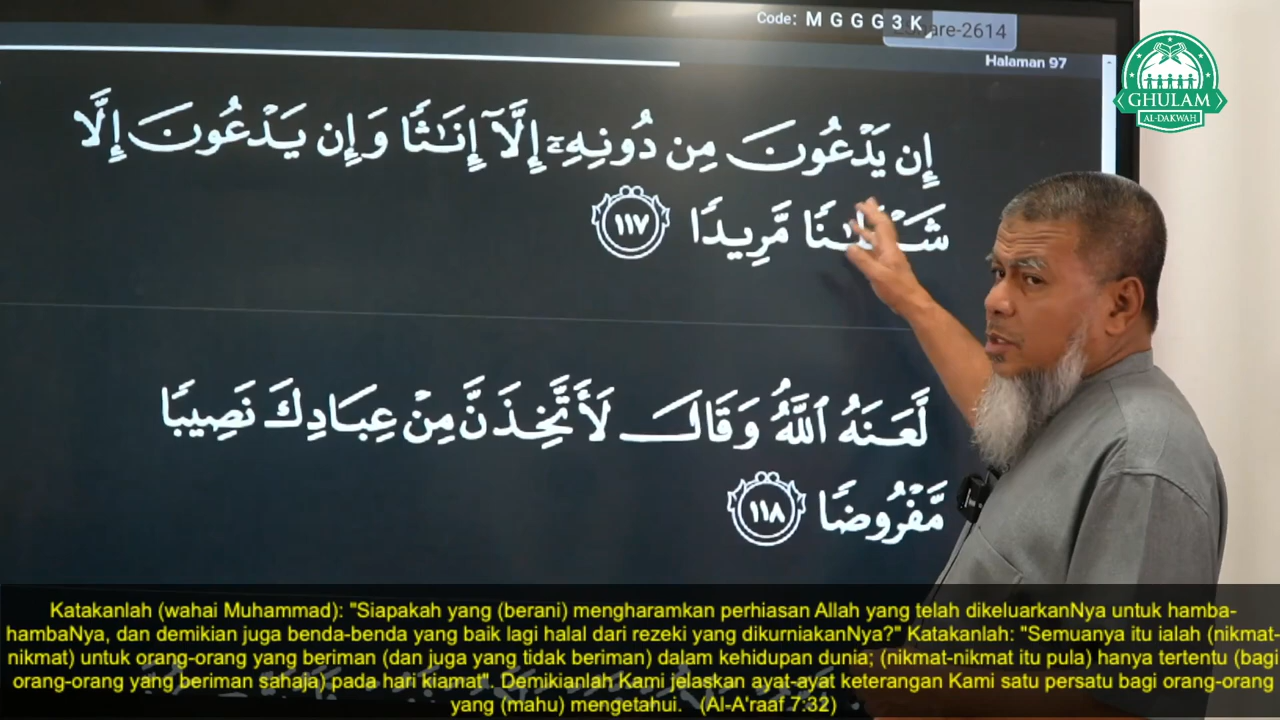 Code: MGGG3K
are-2614
Halaman 97
GHULAM
AL-DAKWAH
إِن يَدْعُونَ مِن دُونِهِۦٓ إِلَّآ إِنَـٰثًا وَإِن يَدْعُونَ إِلَّا
شَيْطَـٰنًا مَّرِيدًا ١١٧
لَّعَنَهُ ٱللَّهُ وَقَالَ لَأَتَّخِذَنَّ مِنْ عِبَادِكَ نَصِيبًا
مَّفْرُوضًا ١١٨
Katakanlah (wahai Muhammad): "Siapakah yang (berani) mengharamkan perhiasan Allah yang telah dikeluarkanNya untuk hamba-
hambaNya, dan demikian juga benda-benda yang baik lagi halal dari rezeki yang dikurniakanNya?" Katakanlah: "Semuanya itu ialah (nikmat-
nikmat) untuk orang-orang yang beriman (dan juga yang tidak beriman) dalam kehidupan dunia; (nikmat-nikmat itu pula) hanya tertentu (bagi
orang-orang yang beriman sahaja) pada hari kiamat". Demikianlah Kami jelaskan ayat-ayat keterangan Kami satu persatu bagi orang-orang
yang (mahu) mengetahui. (Al-A'raaf 7:32)